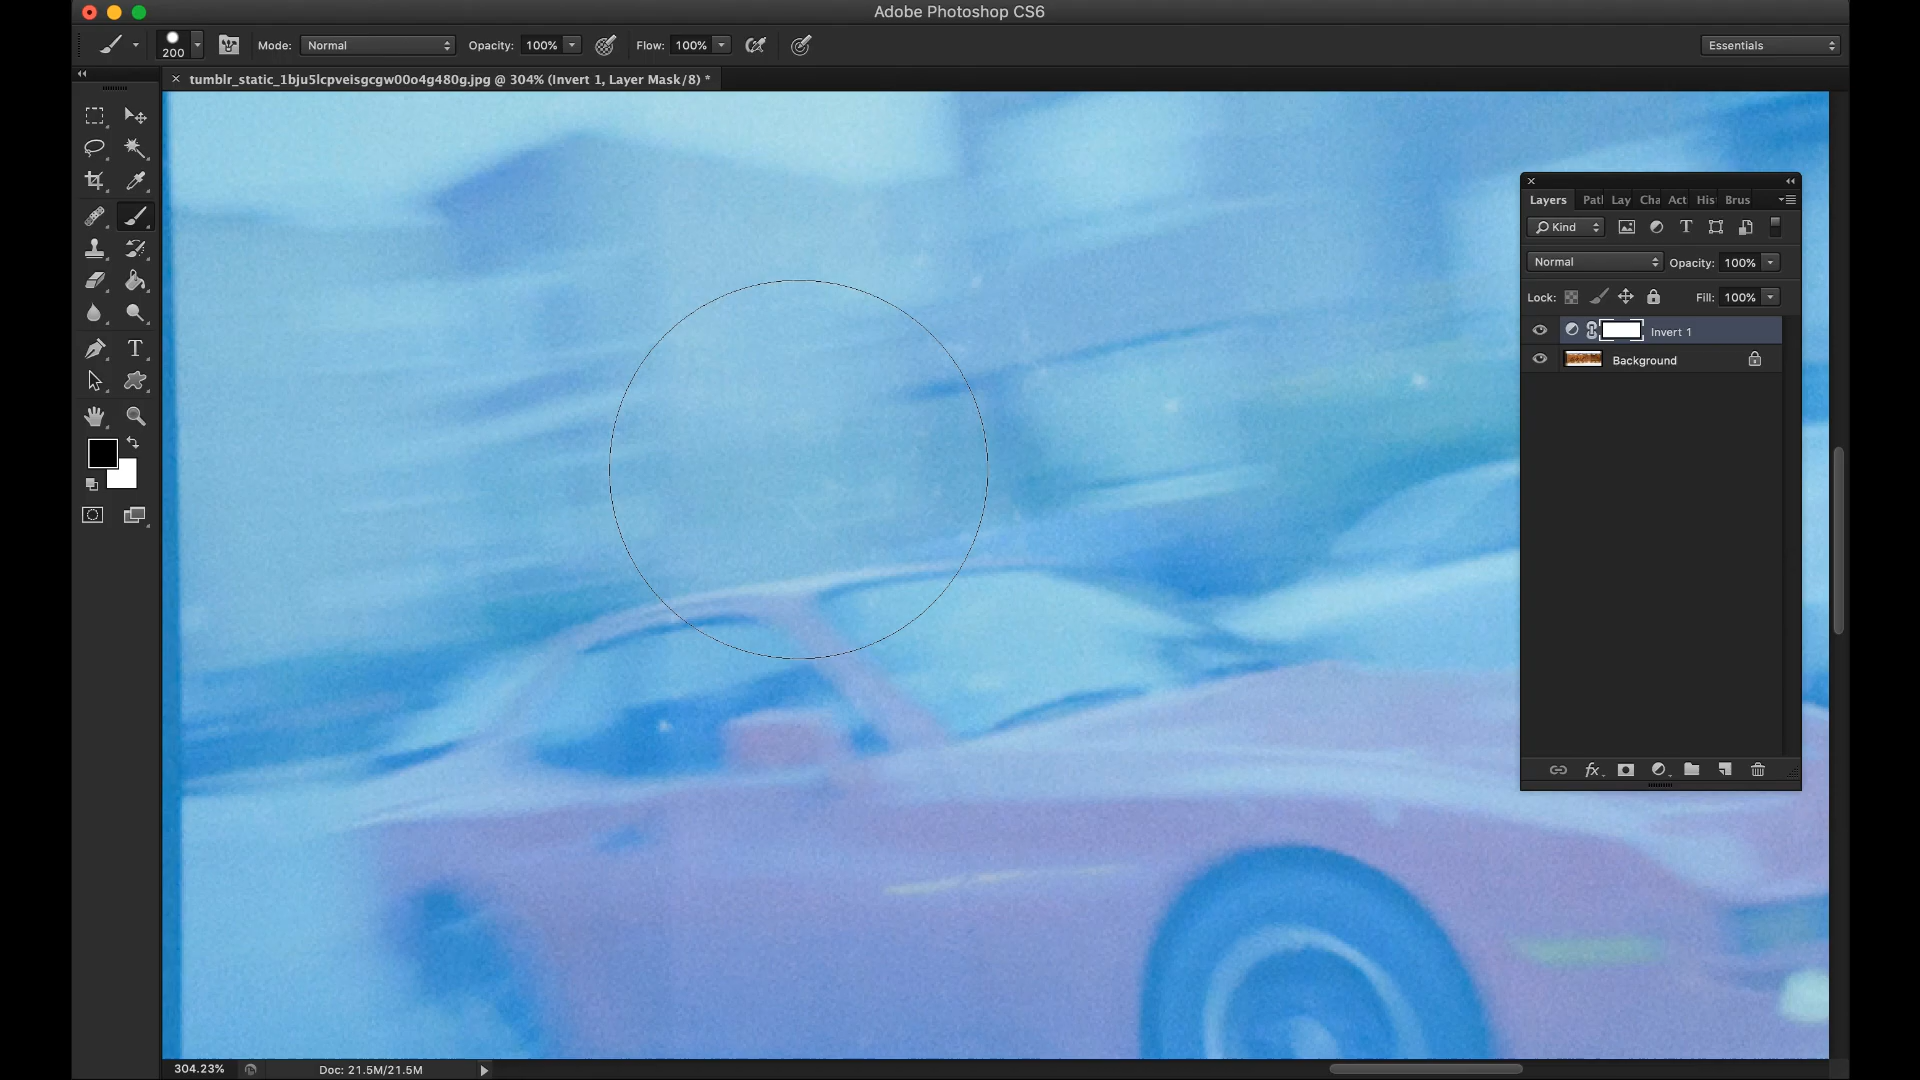 Adobe Photoshop CS6
200 Mode: Normal Opacity: 100% Flow: 100% Essentials
tumblr_static_1bju5lcpveisgcgw00o4g480g.jpg @ 304% (Invert 1, Layer Mask/8) *
Layers Patl Lay Cha Act His Brus
Kind
Normal Opacity: 100%
Lock: Fill: 100%
Invert 1
Background
304.23% Doc: 21.5M/21.5M